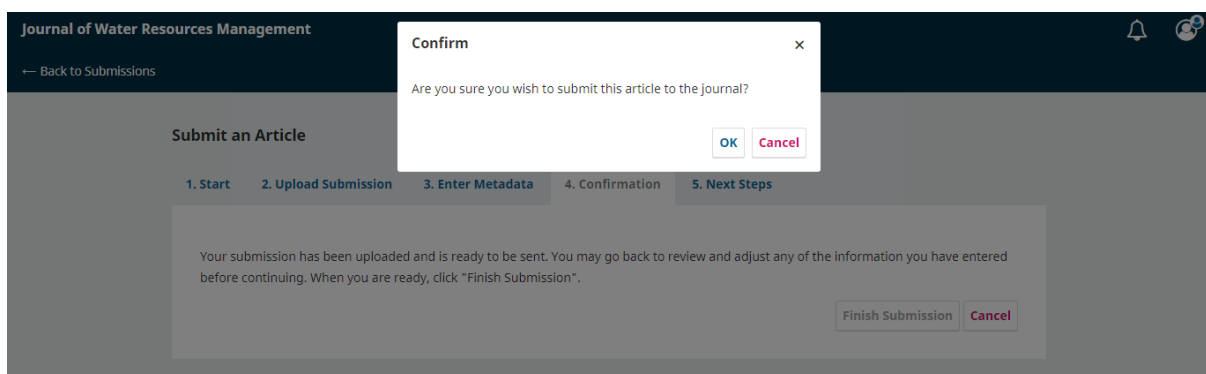 Journal of Water Resources Management
← Back to Submissions
Confirm ×
Are you sure you wish to submit this article to the journal?
OK Cancel
Submit an Article
1. Start 2. Upload Submission 3. Enter Metadata 4. Confirmation 5. Next Steps
Your submission has been uploaded and is ready to be sent. You may go back to review and adjust any of the information you have entered
before continuing. When you are ready, click "Finish Submission".
Finish Submission Cancel